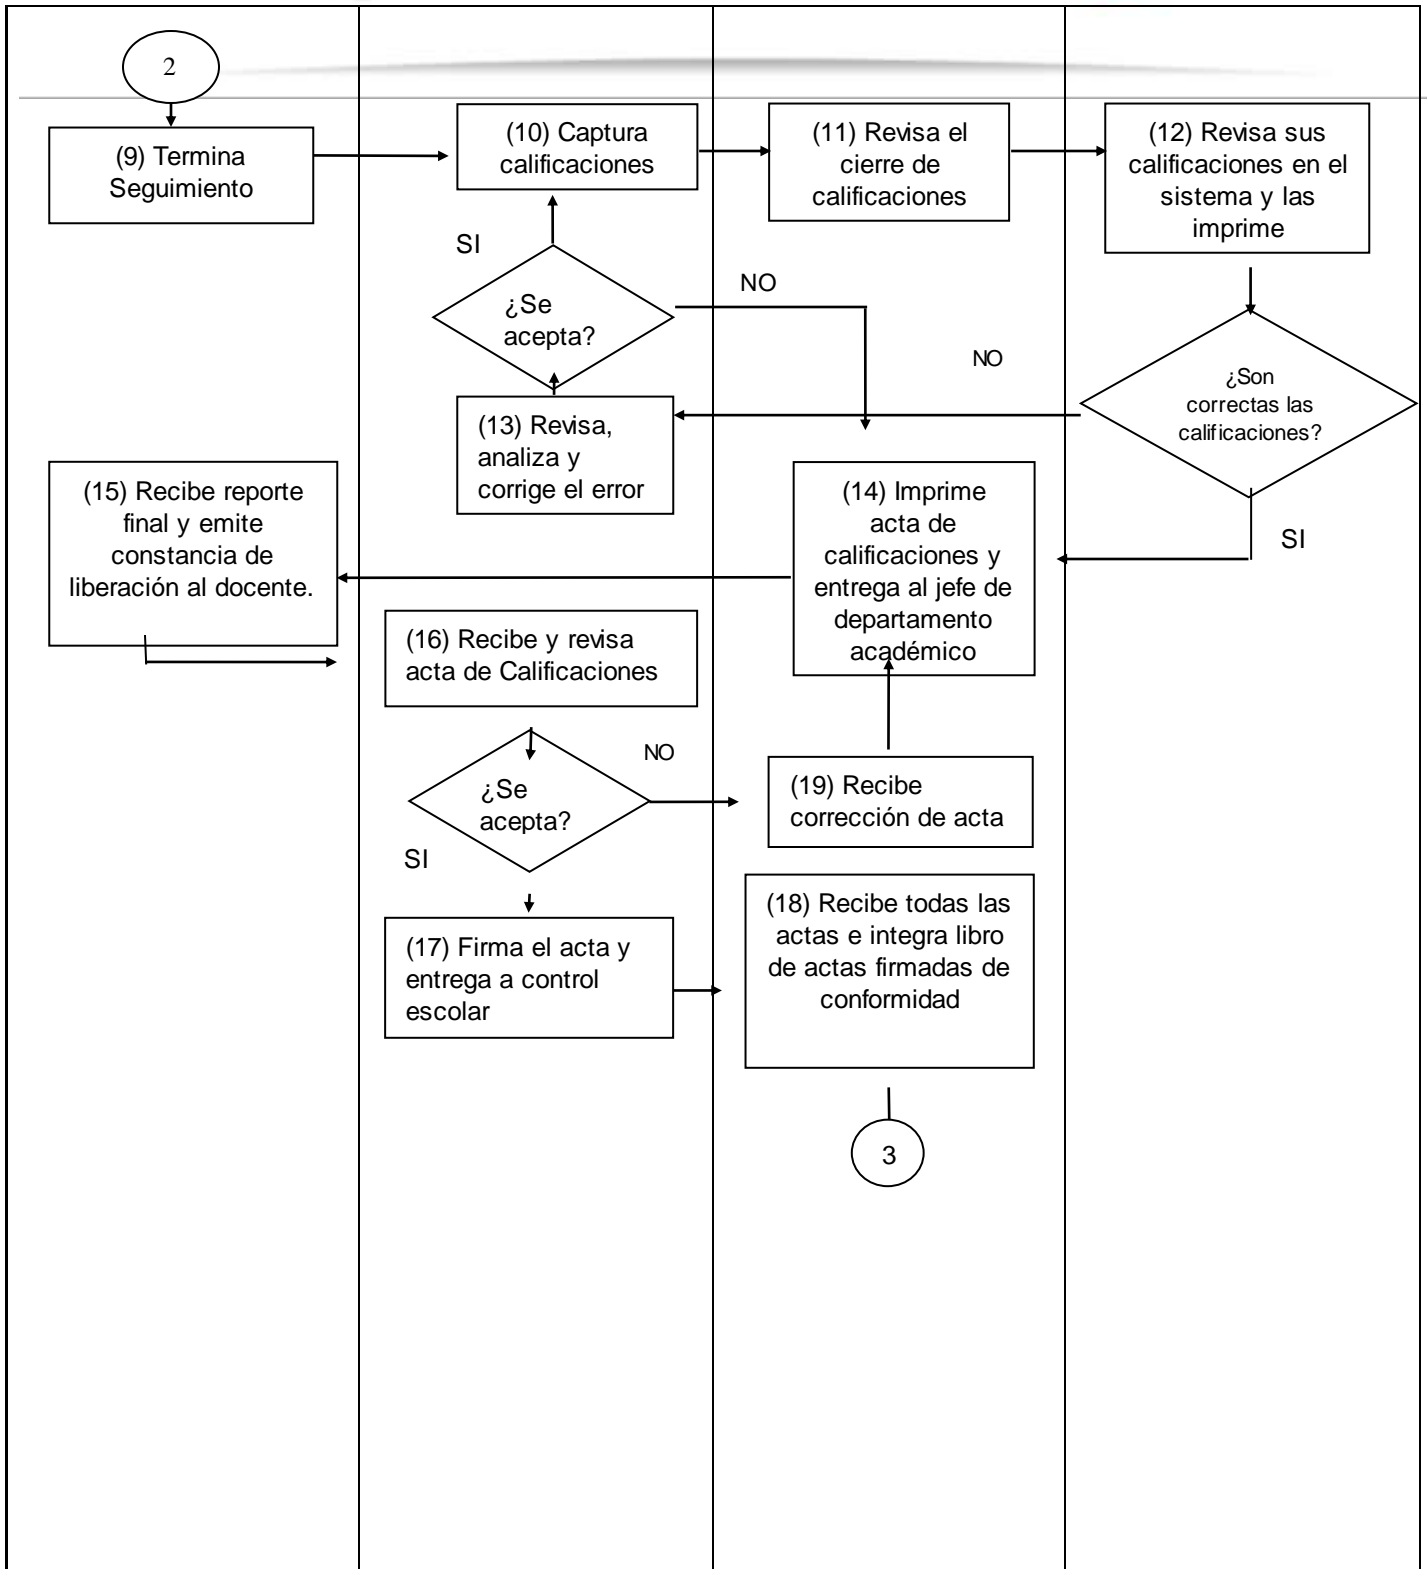 2
(9) Termina
Seguimiento
(10) Captura
calificaciones
(11) Revisa el
cierre de
calificaciones
(12) Revisa sus
calificaciones en el
sistema y las
imprime
SI
¿Se
acepta?
NO
NO
¿Son
correctas las
calificaciones?
SI
(13) Revisa,
analiza y
corrige el error
(14) Imprime
acta de
calificaciones y
entrega al jefe de
departamento
académico
(15) Recibe reporte
final y emite
constancia de
liberación al docente.
(16) Recibe y revisa
acta de Calificaciones
¿Se
acepta?
NO
SI
(19) Recibe
corrección de acta
(17) Firma el acta y
entrega a control
escolar
(18) Recibe todas las
actas e integra libro
de actas firmadas de
conformidad
3